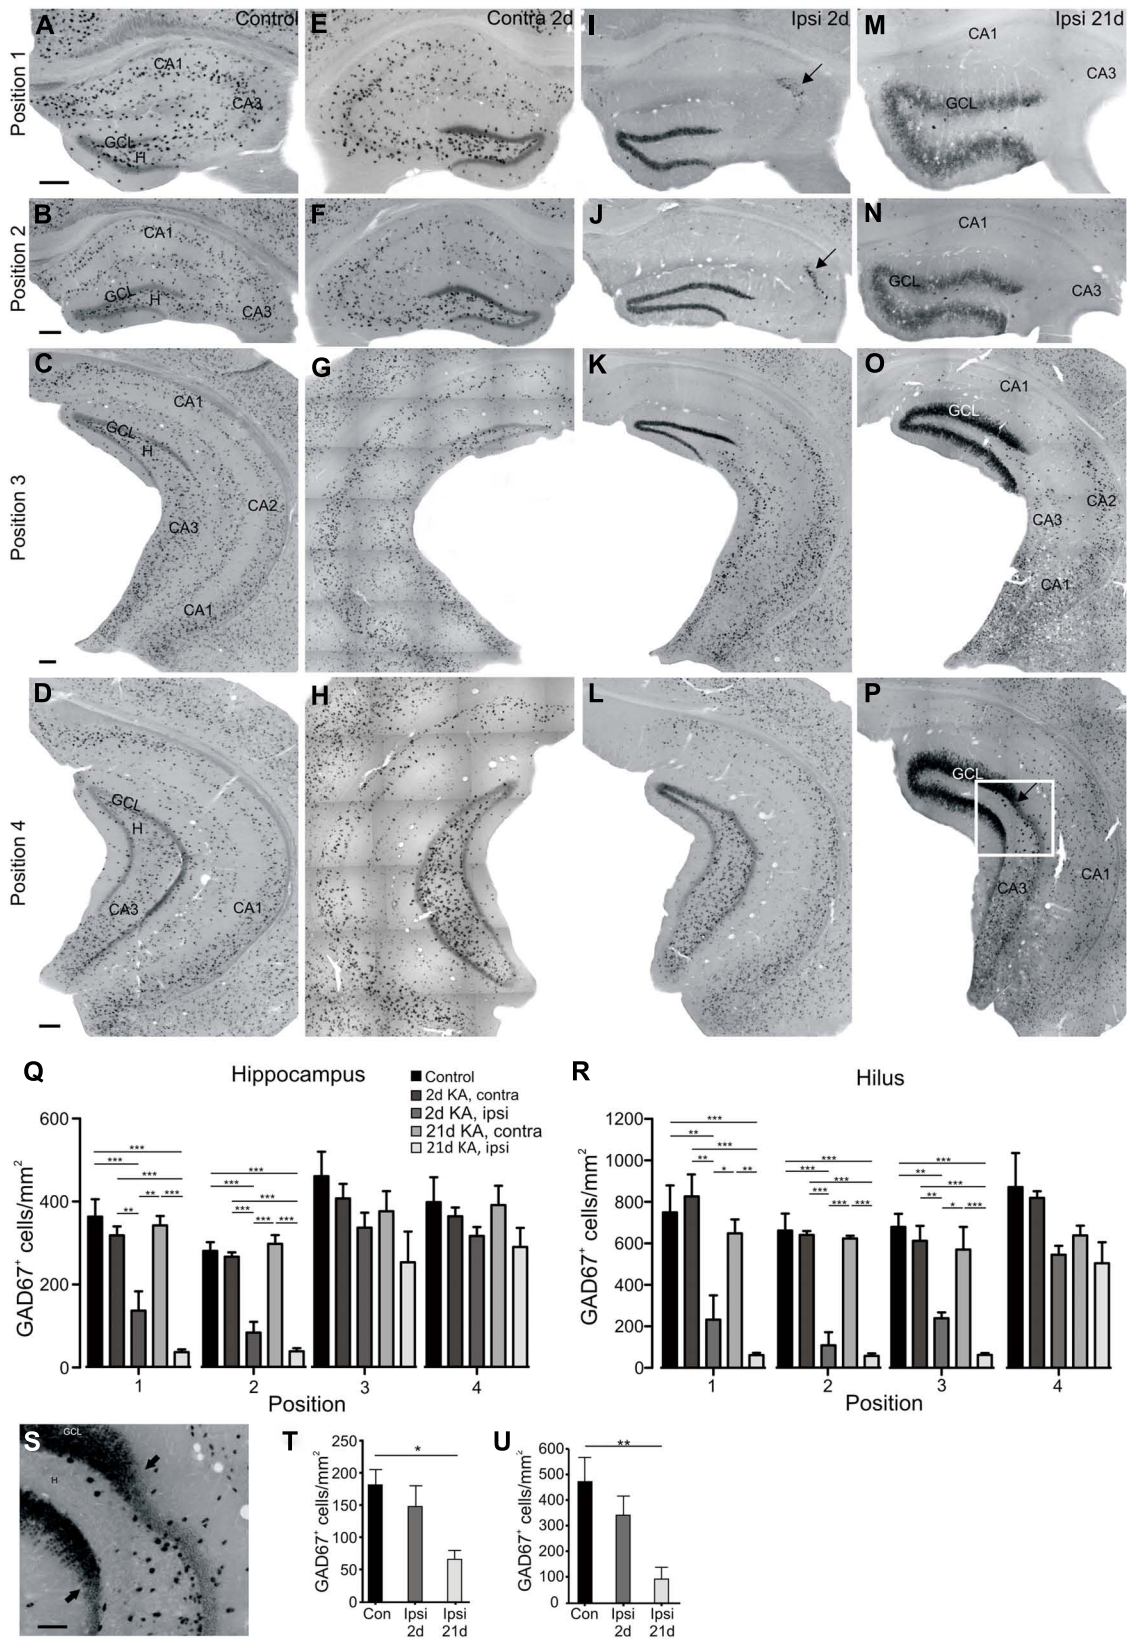 A Control E Contra 2d I Ipsi 2d M Ipsi 21d
Position 1
CA1
CA3
GCL
H
CA1
CA3
GCL
B F J N
Position 2
CA1
GCL
H
CA3
CA1
GCL
CA3
C G K O
Position 3
CA1
GCL
H
CA2
CA3
CA1
CA1
GCL
CA2
CA3
CA1
D H L P
Position 4
GCL
H
CA3
CA1
GCL
CA3
CA1
Q
Hippocampus
Control
2d KA, contra
2d KA, ipsi
21d KA, contra
21d KA, ipsi
GAD67+ cells/mm2
600
400
200
0
*** *** *** ** *** **
*** *** *** *** *** ***
1 2 3 4
Position
R
Hilus
GAD67+ cells/mm2
1200
1000
800
600
400
200
0
*** ** *** ** * **
*** *** *** *** *** ***
*** ** *** ** * ***
1 2 3 4
Position
S
GCL
H
T
GAD67+ cells/mm2
250
200
150
100
50
0
*
Con Ipsi Ipsi
2d 21d
U
GAD67+ cells/mm2
600
500
400
300
200
100
0
**
Con Ipsi Ipsi
2d 21d